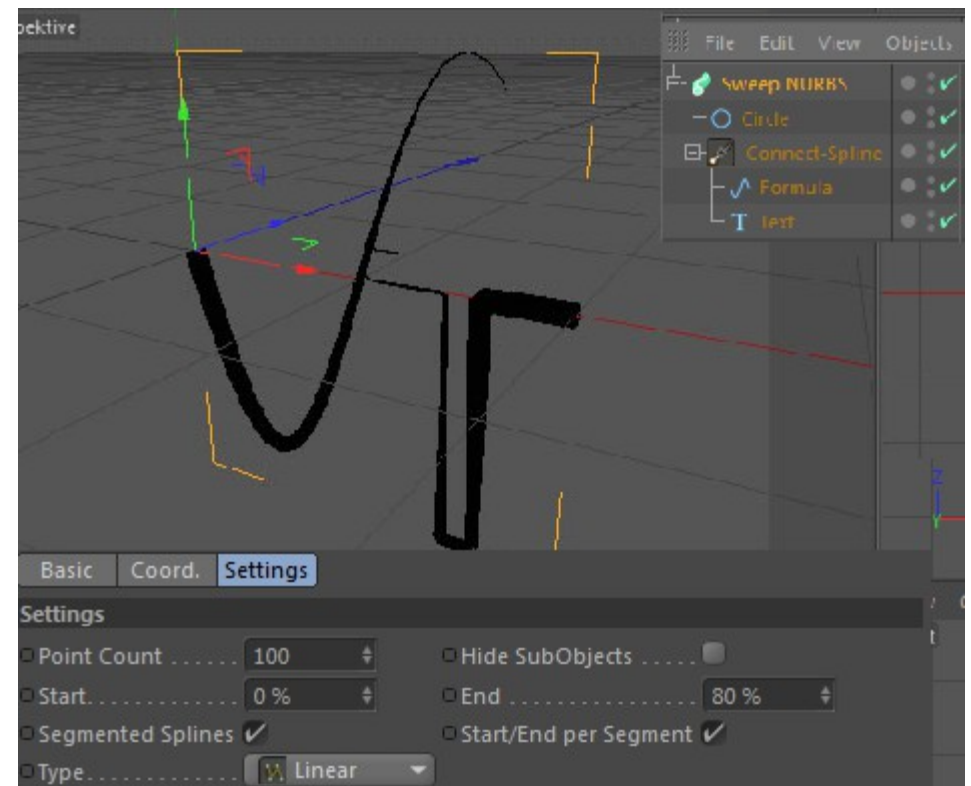 pektive
File Edit View Objects
Sweep NURBS
Circle
Connect-Spline
Formula
Text
Z
Y
Basic Coord. Settings
Settings
Point Count ...... 100 Hide SubObjects .....
Start............. 0 % End ................ 80 %
Segmented Splines Start/End per Segment
Type............. Linear